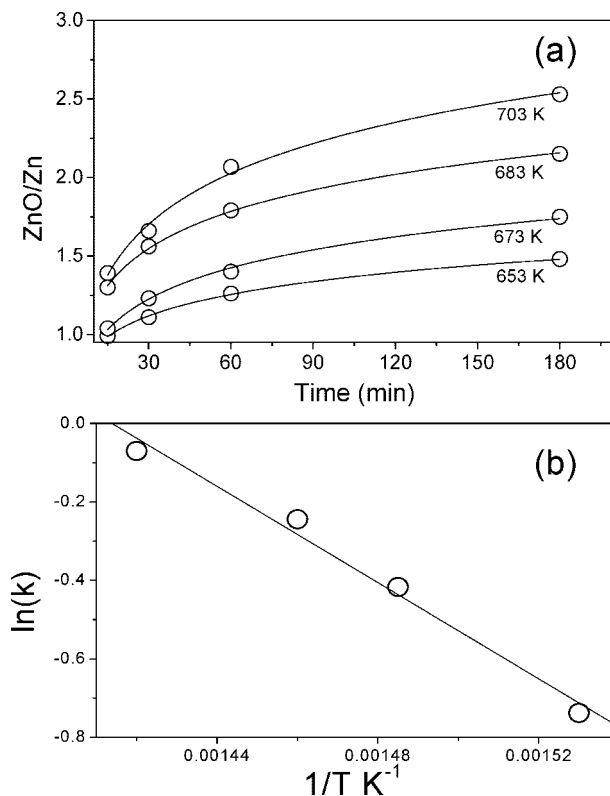 (a)
3.0
2.5
2.0
1.5
1.0
ZnO/Zn
703 K
683 K
673 K
653 K
30 60 90 120 150 180
Time (min)
(b)
0.0
-0.2
-0.4
-0.6
-0.8
ln(k)
0.00144 0.00148 0.00152
1/T K⁻¹